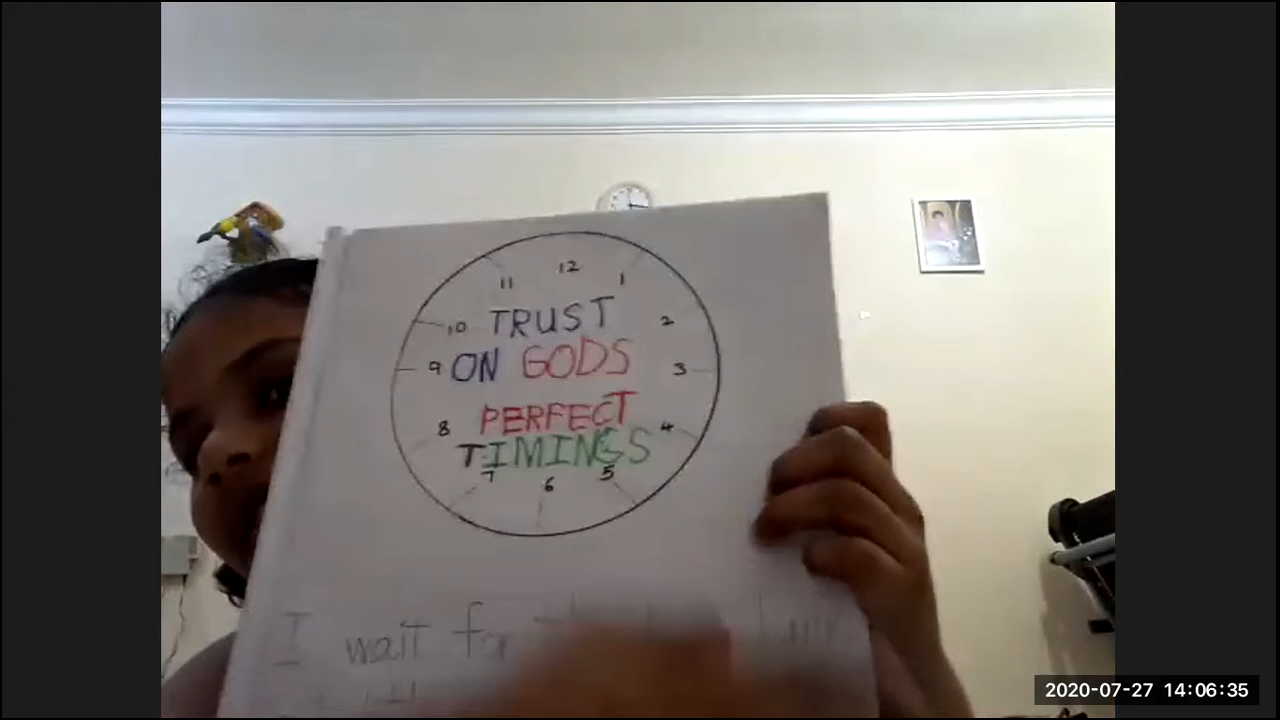 12
11 1
10 TRUST 2
9 ON GODS 3
PERFECT
8 4
TIMINGS
7 5
6
I wait for
2020-07-27 14:06:35